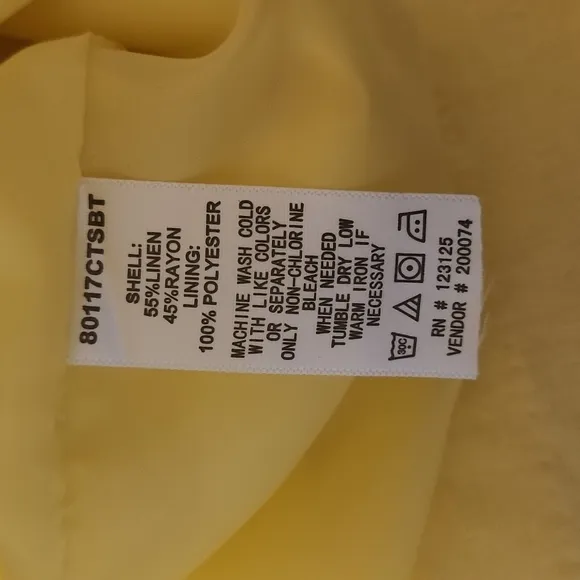 80117CTSBT
SHELL:
55%LINEN
45%RAYON
LINING:
100% POLYESTER
MACHINE WASH COLD
WITH LIKE COLORS
OR SEPARATELY
ONLY NON-CHLORINE
BLEACH
WHEN NEEDED
TUMBLE DRY LOW
WARM IRON IF
NECESSARY
30C
RN # 123125
VENDOR # 200074